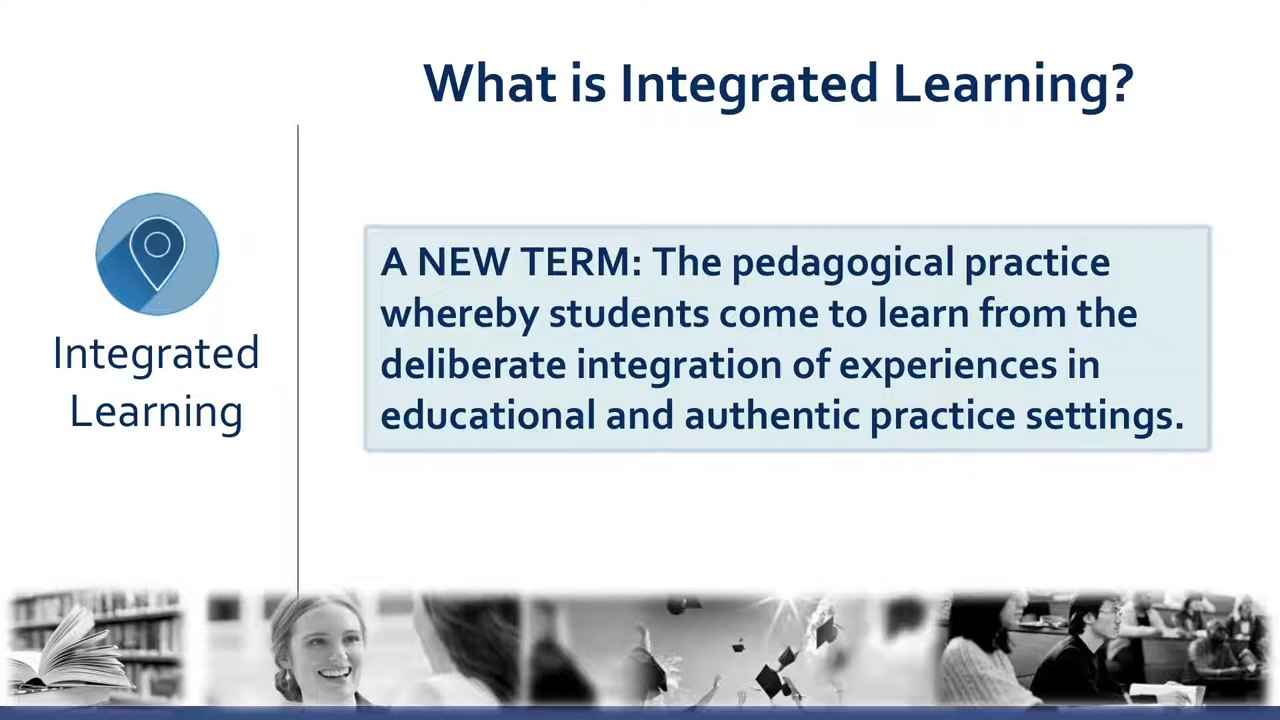 What is Integrated Learning?
Integrated
Learning
A NEW TERM: The pedagogical practice
whereby students come to learn from the
deliberate integration of experiences in
educational and authentic practice settings.